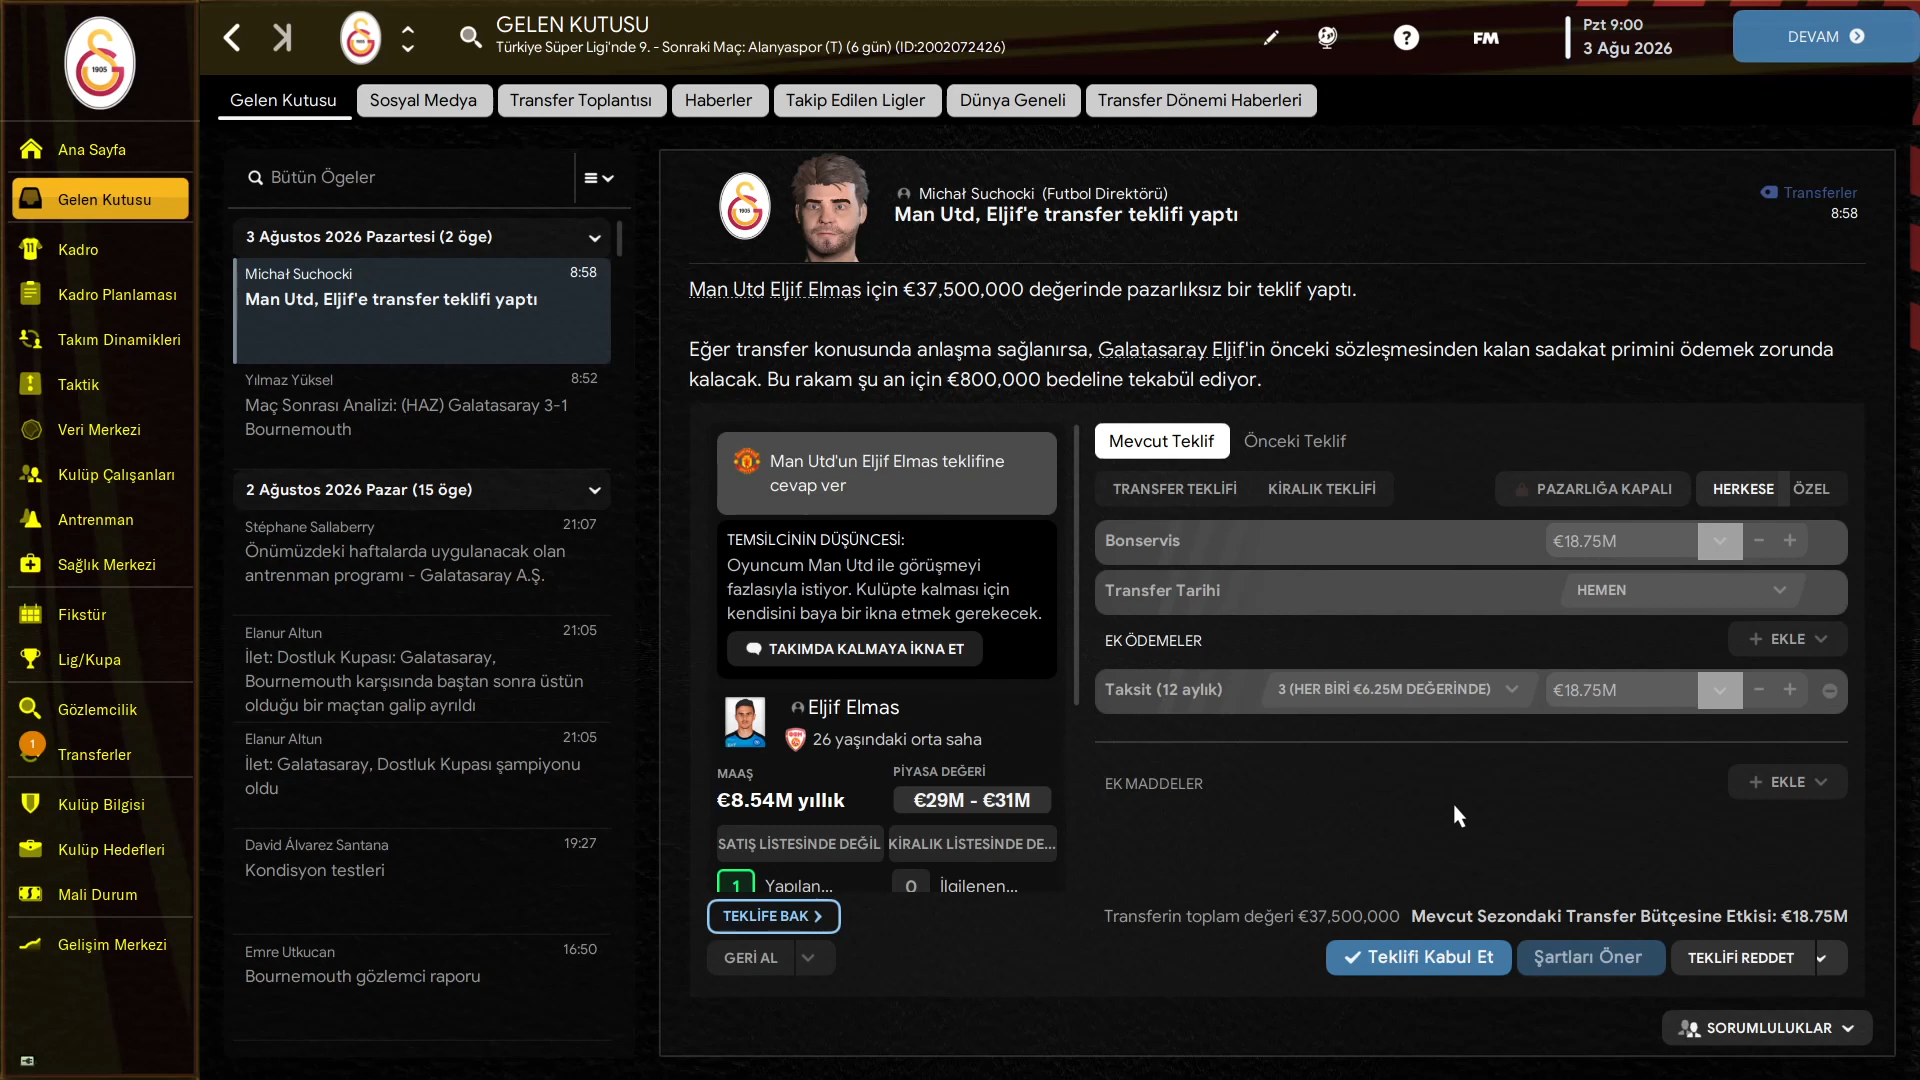 GELEN KUTUSU
Türkiye Süper Ligi'nde 9. - Sonraki Maç: Alanyaspor (T) (6 gün) (ID:2002072426)
FM
Pzt 9:00
3 Ağu 2026
DEVAM
1905
Gelen Kutusu
Sosyal Medya
Transfer Toplantısı
Haberler
Takip Edilen Ligler
Dünya Geneli
Transfer Dönemi Haberleri
Ana Sayfa
Gelen Kutusu
Kadro
Kadro Planlaması
Takım Dinamikleri
Taktik
Veri Merkezi
Kulüp Çalışanları
Antrenman
Sağlık Merkezi
Fikstür
Lig/Kupa
Gözlemcilik
1
Transferler
Kulüp Bilgisi
Kulüp Hedefleri
Mali Durum
Gelişim Merkezi
Bütün Ögeler
3 Ağustos 2026 Pazartesi (2 öge)
Michał Suchocki 8:58
Man Utd, Eljif'e transfer teklifi yaptı
Yılmaz Yüksel 8:52
Maç Sonrası Analizi: (HAZ) Galatasaray 3-1
Bournemouth
2 Ağustos 2026 Pazar (15 öge)
Stéphane Sallaberry 21:07
Önümüzdeki haftalarda uygulanacak olan
antrenman programı - Galatasaray A.Ş.
Elanur Altun 21:05
İlet: Dostluk Kupası: Galatasaray,
Bournemouth karşısında baştan sonra üstün
olduğu bir maçtan galip ayrıldı
Elanur Altun 21:05
İlet: Galatasaray, Dostluk Kupası şampiyonu
oldu
David Álvarez Santana 19:27
Kondisyon testleri
Emre Utkucan 16:50
Bournemouth gözlemci raporu
Michał Suchocki (Futbol Direktörü)
Man Utd, Eljif'e transfer teklifi yaptı
Transferler
8:58
Man Utd Eljif Elmas için €37,500,000 değerinde pazarlıksız bir teklif yaptı.
Eğer transfer konusunda anlaşma sağlanırsa, Galatasaray Eljif'in önceki sözleşmesinden kalan sadakat primini ödemek zorunda
kalacak. Bu rakam şu an için €800,000 bedeline tekabül ediyor.
Man Utd'un Eljif Elmas teklifine
cevap ver
TEMSİLCİNİN DÜŞÜNCESİ:
Oyuncum Man Utd ile görüşmeyi
fazlasıyla istiyor. Kulüpte kalması için
kendisini baya bir ikna etmek gerekecek.
TAKIMDA KALMAYA İKNA ET
Eljif Elmas
26 yaşındaki orta saha
MAAŞ
PİYASA DEĞERİ
€8.54M yıllık
€29M - €31M
SATIŞ LİSTESİNDE DEĞİL
KİRALIK LİSTESİNDE DE...
1 Yapılan...
0 İlgilenen...
TEKLİFE BAK
GERİ AL
Mevcut Teklif
Önceki Teklif
TRANSFER TEKLİFİ
KİRALIK TEKLİFİ
PAZARLIĞA KAPALI
HERKESE
ÖZEL
Bonservis €18.75M
Transfer Tarihi HEMEN
EK ÖDEMELER EKLE
Taksit (12 aylık) 3 (HER BİRİ €6.25M DEĞERİNDE) €18.75M
EK MADDELER EKLE
Transferin toplam değeri €37,500,000 Mevcut Sezondaki Transfer Bütçesine Etkisi: €18.75M
Teklifi Kabul Et
Şartları Öner
TEKLİFİ REDDET
SORUMLULUKLAR